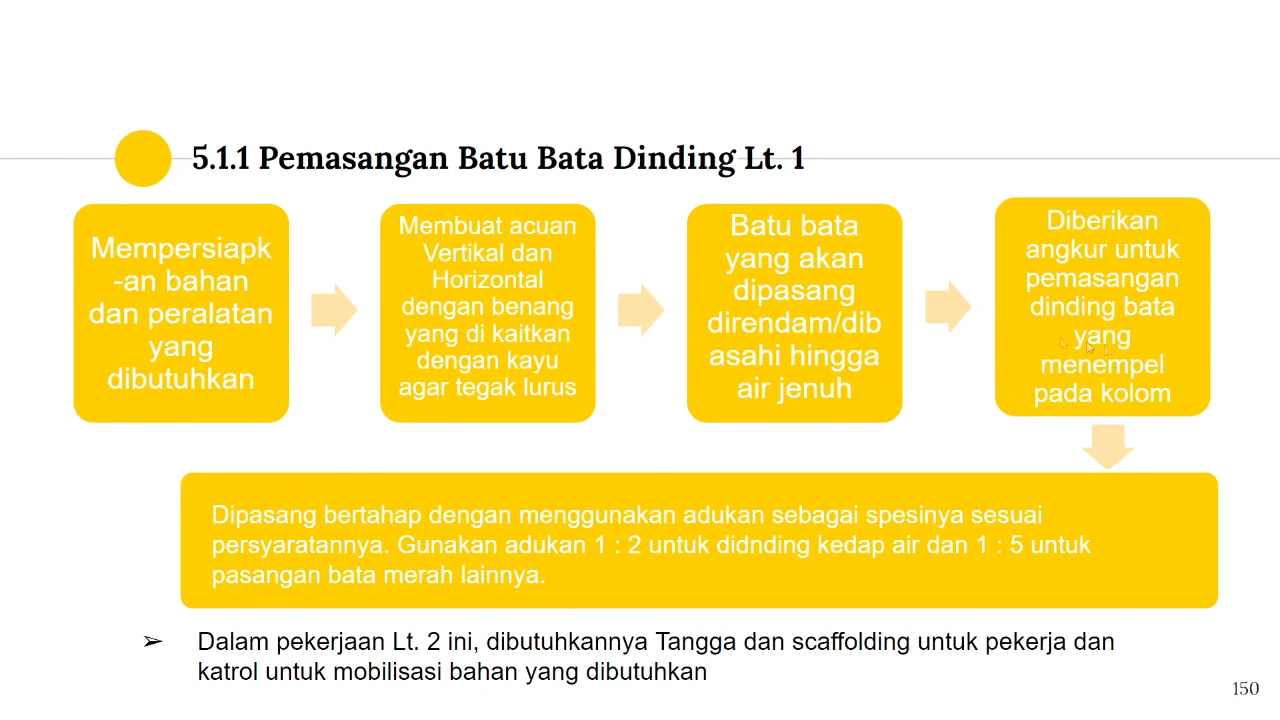 5.1.1 Pemasangan Batu Bata Dinding Lt. 1
Mempersiapk
-an bahan
dan peralatan
yang
dibutuhkan
Membuat acuan
Vertikal dan
Horizontal
dengan benang
yang di kaitkan
dengan kayu
agar tegak lurus
Batu bata
yang akan
dipasang
direndam/dib
asahi hingga
air jenuh
Diberikan
angkur untuk
pemasangan
dinding bata
yang
menempel
pada kolom
Dipasang bertahap dengan menggunakan adukan sebagai spesinya sesuai
persyaratannya. Gunakan adukan 1 : 2 untuk didnding kedap air dan 1 : 5 untuk
pasangan bata merah lainnya.
➢ Dalam pekerjaan Lt. 2 ini, dibutuhkannya Tangga dan scaffolding untuk pekerja dan
katrol untuk mobilisasi bahan yang dibutuhkan
150